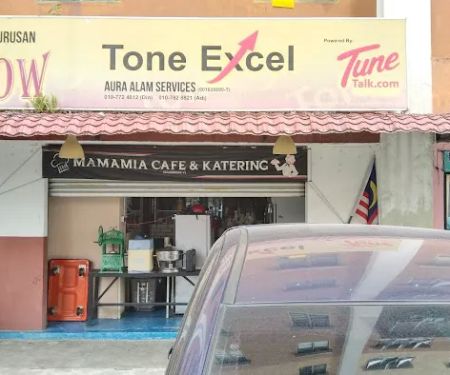 URUSAN
OW
Tone Excel
AURA ALAM SERVICES
Powered By:
Tune
Talk.com
MAMAMIA CAFE & KATERING